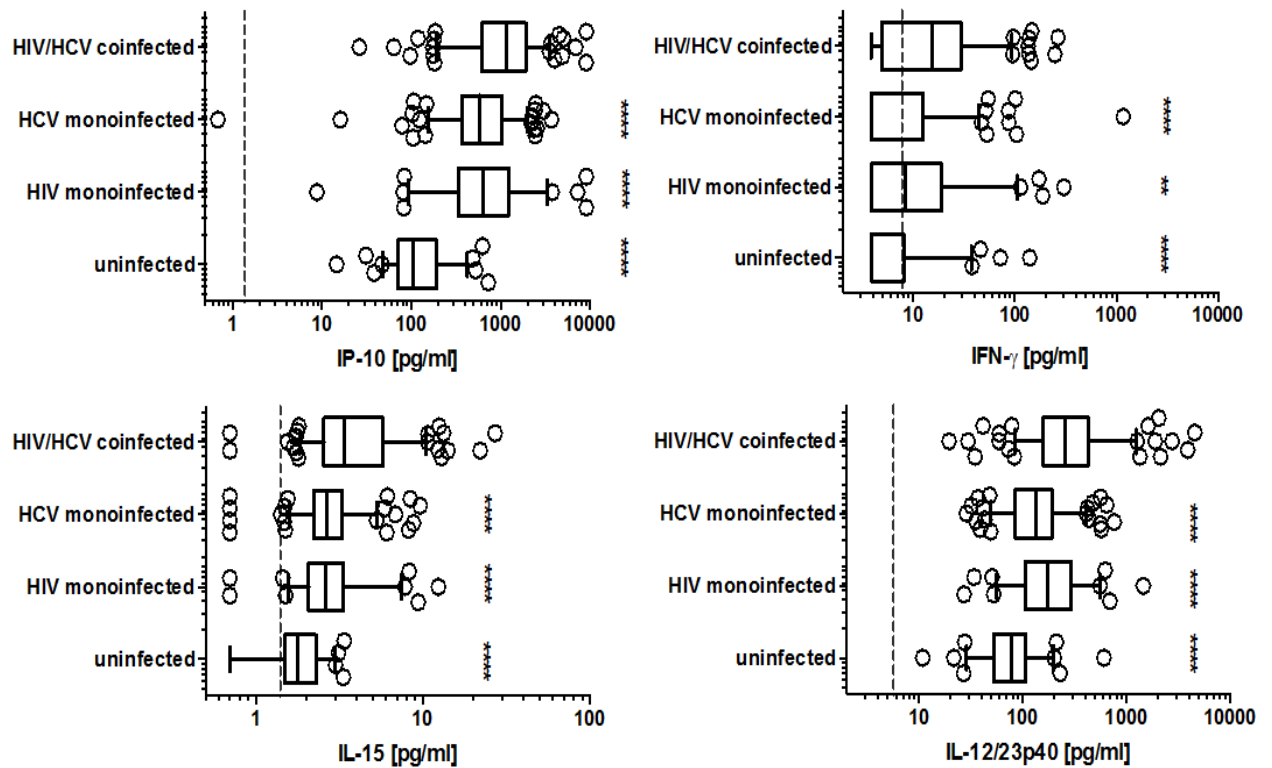 HIV/HCV coinfected
HCV monoinfected
****
HIV monoinfected
****
uninfected
****
1 10 100 1000 10000
IP-10 [pg/ml]
HIV/HCV coinfected
HCV monoinfected
****
HIV monoinfected
**
uninfected
****
10 100 1000 10000
IFN-γ [pg/ml]
HIV/HCV coinfected
HCV monoinfected
****
HIV monoinfected
****
uninfected
****
1 10 100
IL-15 [pg/ml]
HIV/HCV coinfected
HCV monoinfected
****
HIV monoinfected
****
uninfected
****
10 100 1000 10000
IL-12/23p40 [pg/ml]